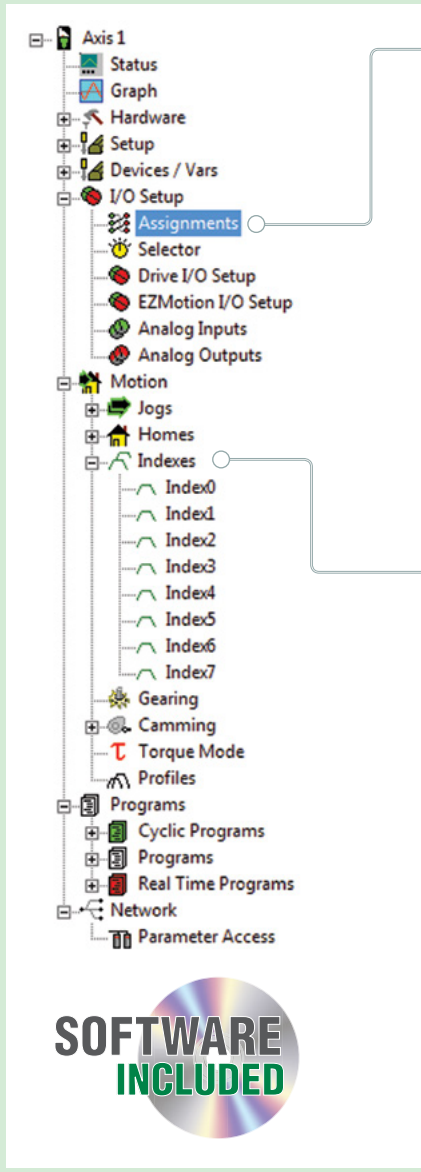 Axis 1
Status
Graph
Hardware
Setup
Devices / Vars
I/O Setup
Assignments
Selector
Drive I/O Setup
EZMotion I/O Setup
Analog Inputs
Analog Outputs
Motion
Jogs
Homes
Indexes
Index0
Index1
Index2
Index3
Index4
Index5
Index6
Index7
Gearing
Camming
Torque Mode
Profiles
Programs
Cyclic Programs
Programs
Real Time Programs
Network
Parameter Access
SOFTWARE
INCLUDED